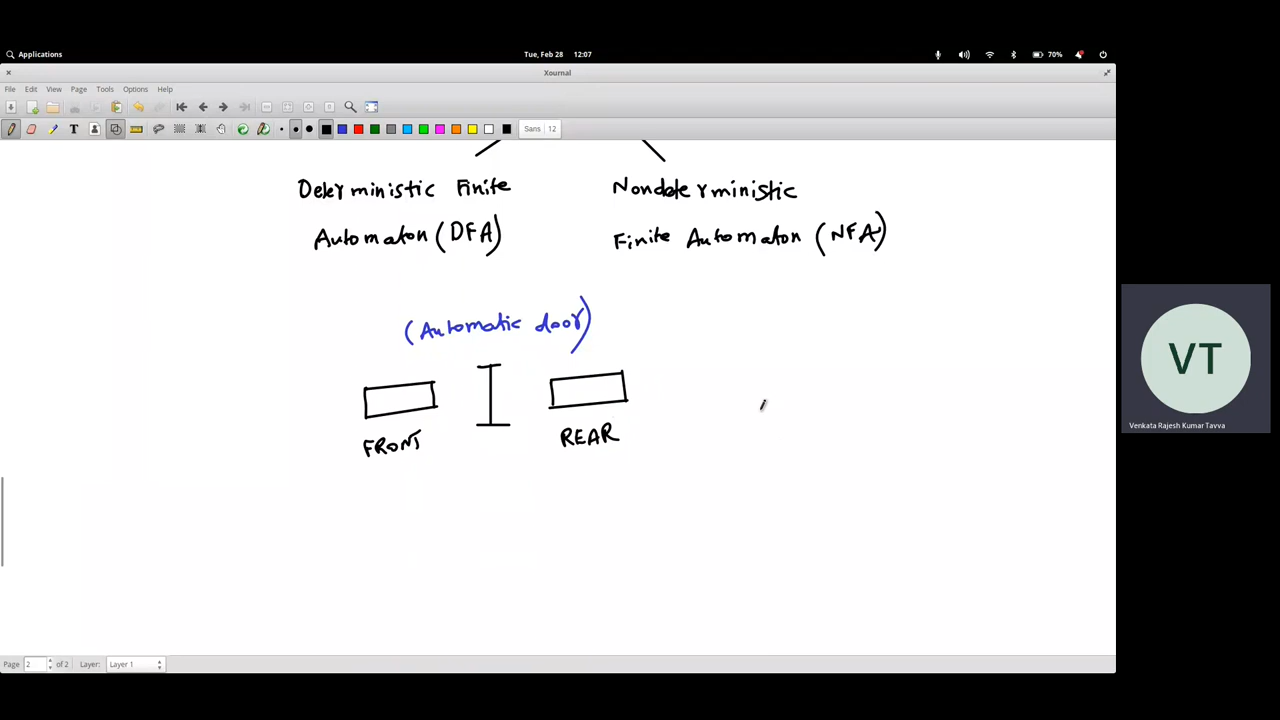 Applications
Tue, Feb 28 12:07
70%
Xournal
File Edit View Page Tools Options Help
Sans 12
Deterministic Finite
Automaton (DFA)
Nondeterministic
Finite Automaton (NFA)
(Automatic door)
FRONT
REAR
VT
Venkata Rajesh Kumar Tavva
Page 2 of 2 Layer: Layer 1